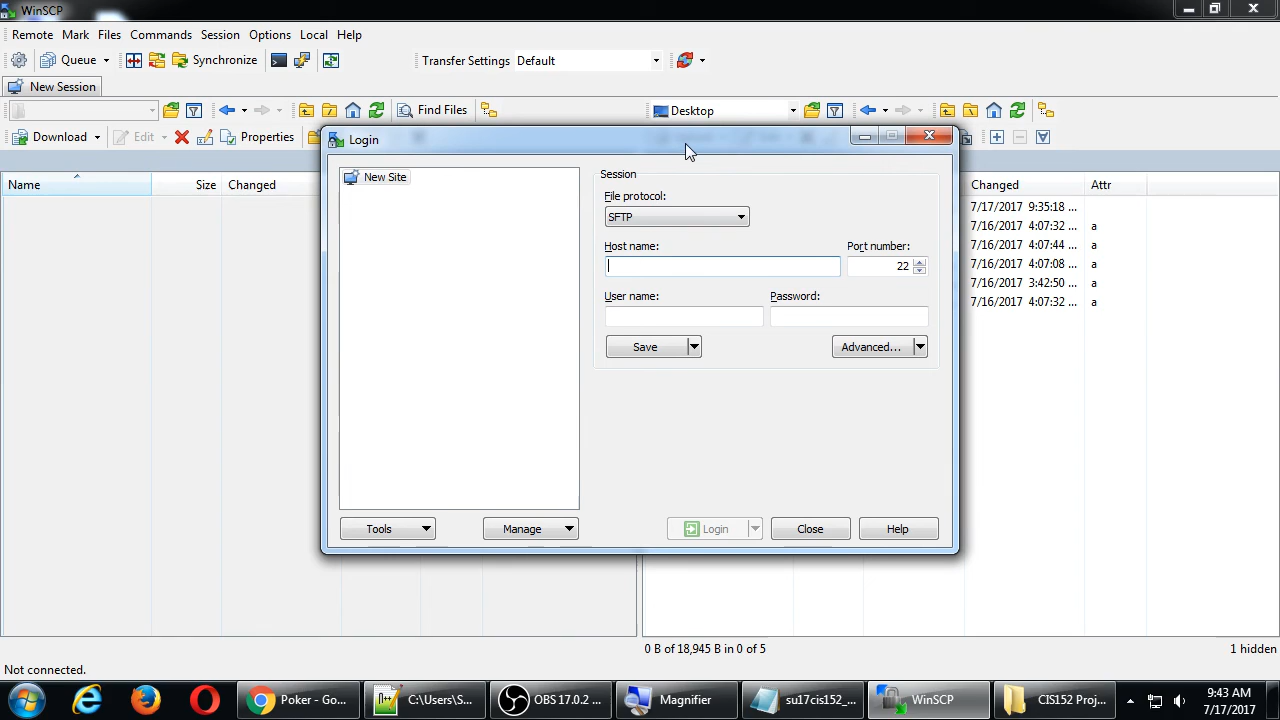 WinSCP
Remote Mark Files Commands Session Options Local Help
Queue Synchronize Transfer Settings Default
New Session
Find Files Desktop
Download Edit Properties
Login
Name Size Changed Changed Attr
New Site
Session
File protocol:
SFTP
Host name: Port number:
22
User name: Password:
Save Advanced...
7/17/2017 9:35:18 ...
7/16/2017 4:07:32 ... a
7/16/2017 4:07:44 ... a
7/16/2017 4:07:08 ... a
7/16/2017 3:42:50 ... a
7/16/2017 4:07:32 ... a
Tools Manage Login Close Help
0 B of 18,945 B in 0 of 5 1 hidden
Not connected.
Poker - Go... C:\Users\S... OBS 17.0.2 ... Magnifier su17cis152_... WinSCP CIS152 Proj...
9:43 AM
7/17/2017